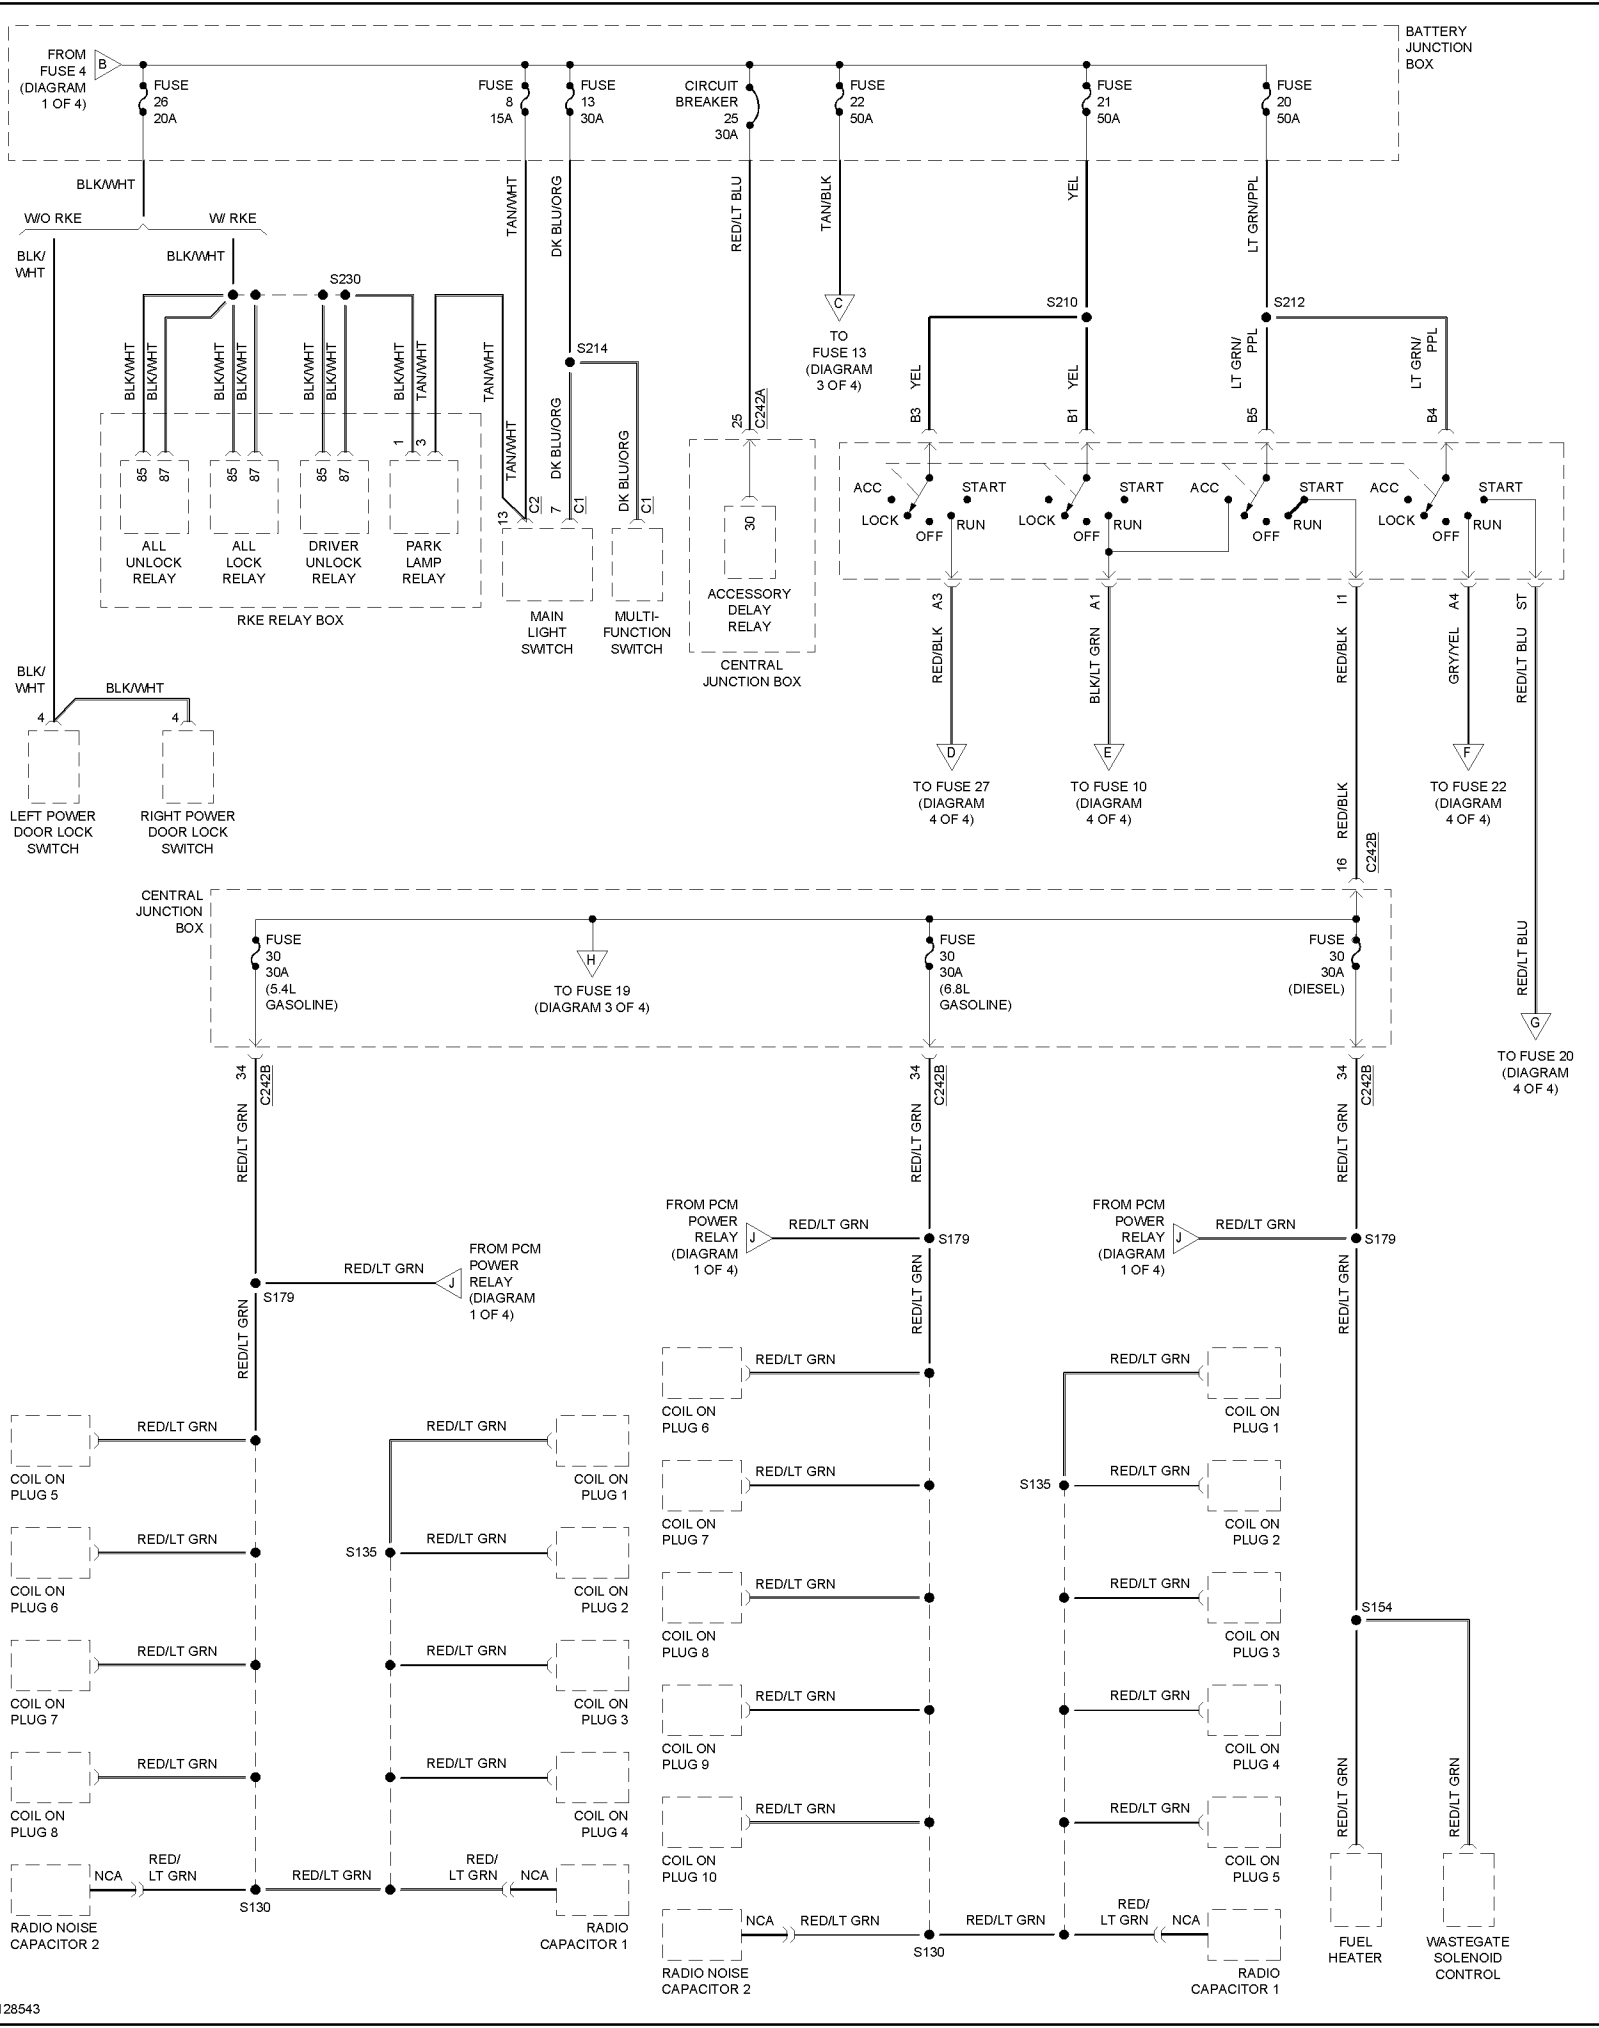 BATTERY
JUNCTION
BOX
FROM
FUSE 4
(DIAGRAM
1 OF 4)
B
FUSE
26
20A
FUSE
8
15A
FUSE
13
30A
CIRCUIT
BREAKER
25
30A
FUSE
22
50A
FUSE
21
50A
FUSE
20
50A
BLK/WHT
TAN/WHT
DK BLU/ORG
RED/LT BLU
TAN/BLK
YEL
LT GRN/PPL
W/O RKE
W/ RKE
BLK/
WHT
BLK/WHT
S230
C
TO
FUSE 13
(DIAGRAM
3 OF 4)
S210
S212
S214
BLK/WHT
BLK/WHT
BLK/WHT
BLK/WHT
BLK/WHT
BLK/WHT
BLK/WHT
TAN/WHT
TAN/WHT
TAN/WHT
DK BLU/ORG
DK BLU/ORG
YEL
YEL
LT GRN/
PPL
LT GRN/
PPL
1
3
25
C242A
B3
B1
B5
B4
85
87
85
87
85
87
13
C2
7
C1
C1
30
ALL
UNLOCK
RELAY
ALL
LOCK
RELAY
DRIVER
UNLOCK
RELAY
PARK
LAMP
RELAY
RKE RELAY BOX
MAIN
LIGHT
SWITCH
MULTI-
FUNCTION
SWITCH
ACCESSORY
DELAY
RELAY
CENTRAL
JUNCTION BOX
ACC
START
LOCK
OFF
RUN
START
LOCK
OFF
RUN
ACC
START
OFF
RUN
ACC
START
LOCK
OFF
RUN
A3
A1
I1
A4
ST
RED/BLK
BLK/LT GRN
RED/BLK
GRY/YEL
RED/LT BLU
BLK/
WHT
BLK/WHT
4
4
LEFT POWER
DOOR LOCK
SWITCH
RIGHT POWER
DOOR LOCK
SWITCH
D
TO FUSE 27
(DIAGRAM
4 OF 4)
E
TO FUSE 10
(DIAGRAM
4 OF 4)
F
TO FUSE 22
(DIAGRAM
4 OF 4)
RED/BLK
16
C242B
CENTRAL
JUNCTION
BOX
FUSE
30
30A
(5.4L
GASOLINE)
H
TO FUSE 19
(DIAGRAM 3 OF 4)
FUSE
30
30A
(6.8L
GASOLINE)
FUSE
30
30A
(DIESEL)
RED/LT BLU
G
TO FUSE 20
(DIAGRAM
4 OF 4)
34
C242B
34
C242B
34
C242B
RED/LT GRN
RED/LT GRN
RED/LT GRN
S179
RED/LT GRN
J
FROM PCM
POWER
RELAY
(DIAGRAM
1 OF 4)
FROM PCM
POWER
RELAY
(DIAGRAM
1 OF 4)
J
RED/LT GRN
S179
FROM PCM
POWER
RELAY
(DIAGRAM
1 OF 4)
J
RED/LT GRN
S179
RED/LT GRN
RED/LT GRN
RED/LT GRN
RED/LT GRN
COIL ON
PLUG 5
RED/LT GRN
COIL ON
PLUG 6
RED/LT GRN
COIL ON
PLUG 7
RED/LT GRN
COIL ON
PLUG 8
NCA
RED/
LT GRN
RADIO NOISE
CAPACITOR 2
S130
RED/LT GRN
RED/LT GRN
COIL ON
PLUG 1
S135
RED/LT GRN
COIL ON
PLUG 2
RED/LT GRN
COIL ON
PLUG 3
RED/LT GRN
COIL ON
PLUG 4
RED/
LT GRN
NCA
RADIO
CAPACITOR 1
RED/LT GRN
COIL ON
PLUG 6
RED/LT GRN
COIL ON
PLUG 7
RED/LT GRN
COIL ON
PLUG 8
RED/LT GRN
COIL ON
PLUG 9
RED/LT GRN
COIL ON
PLUG 10
NCA
RED/LT GRN
RADIO NOISE
CAPACITOR 2
S130
RED/LT GRN
RED/LT GRN
COIL ON
PLUG 1
S135
RED/LT GRN
COIL ON
PLUG 2
RED/LT GRN
COIL ON
PLUG 3
RED/LT GRN
COIL ON
PLUG 4
RED/LT GRN
COIL ON
PLUG 5
RED/
LT GRN
NCA
RADIO
CAPACITOR 1
S154
RED/LT GRN
RED/LT GRN
FUEL
HEATER
WASTEGATE
SOLENOID
CONTROL
128543